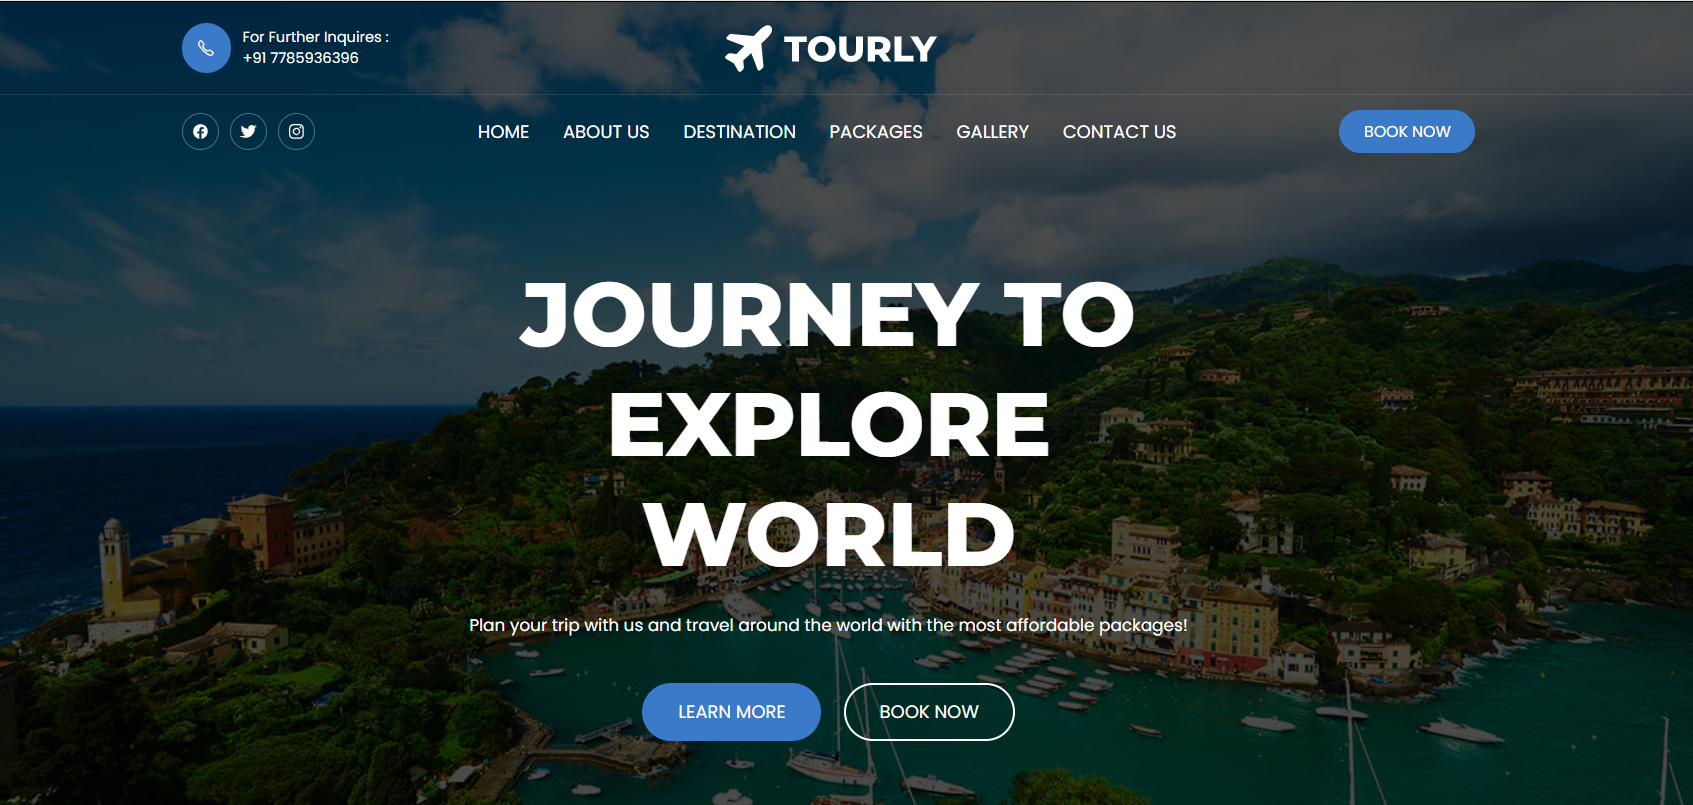 For Further Inquires :
+91 7785936396
TOURLY
HOME ABOUT US DESTINATION PACKAGES GALLERY CONTACT US
BOOK NOW
JOURNEY TO
EXPLORE
WORLD
Plan your trip with us and travel around the world with the most affordable packages!
LEARN MORE BOOK NOW